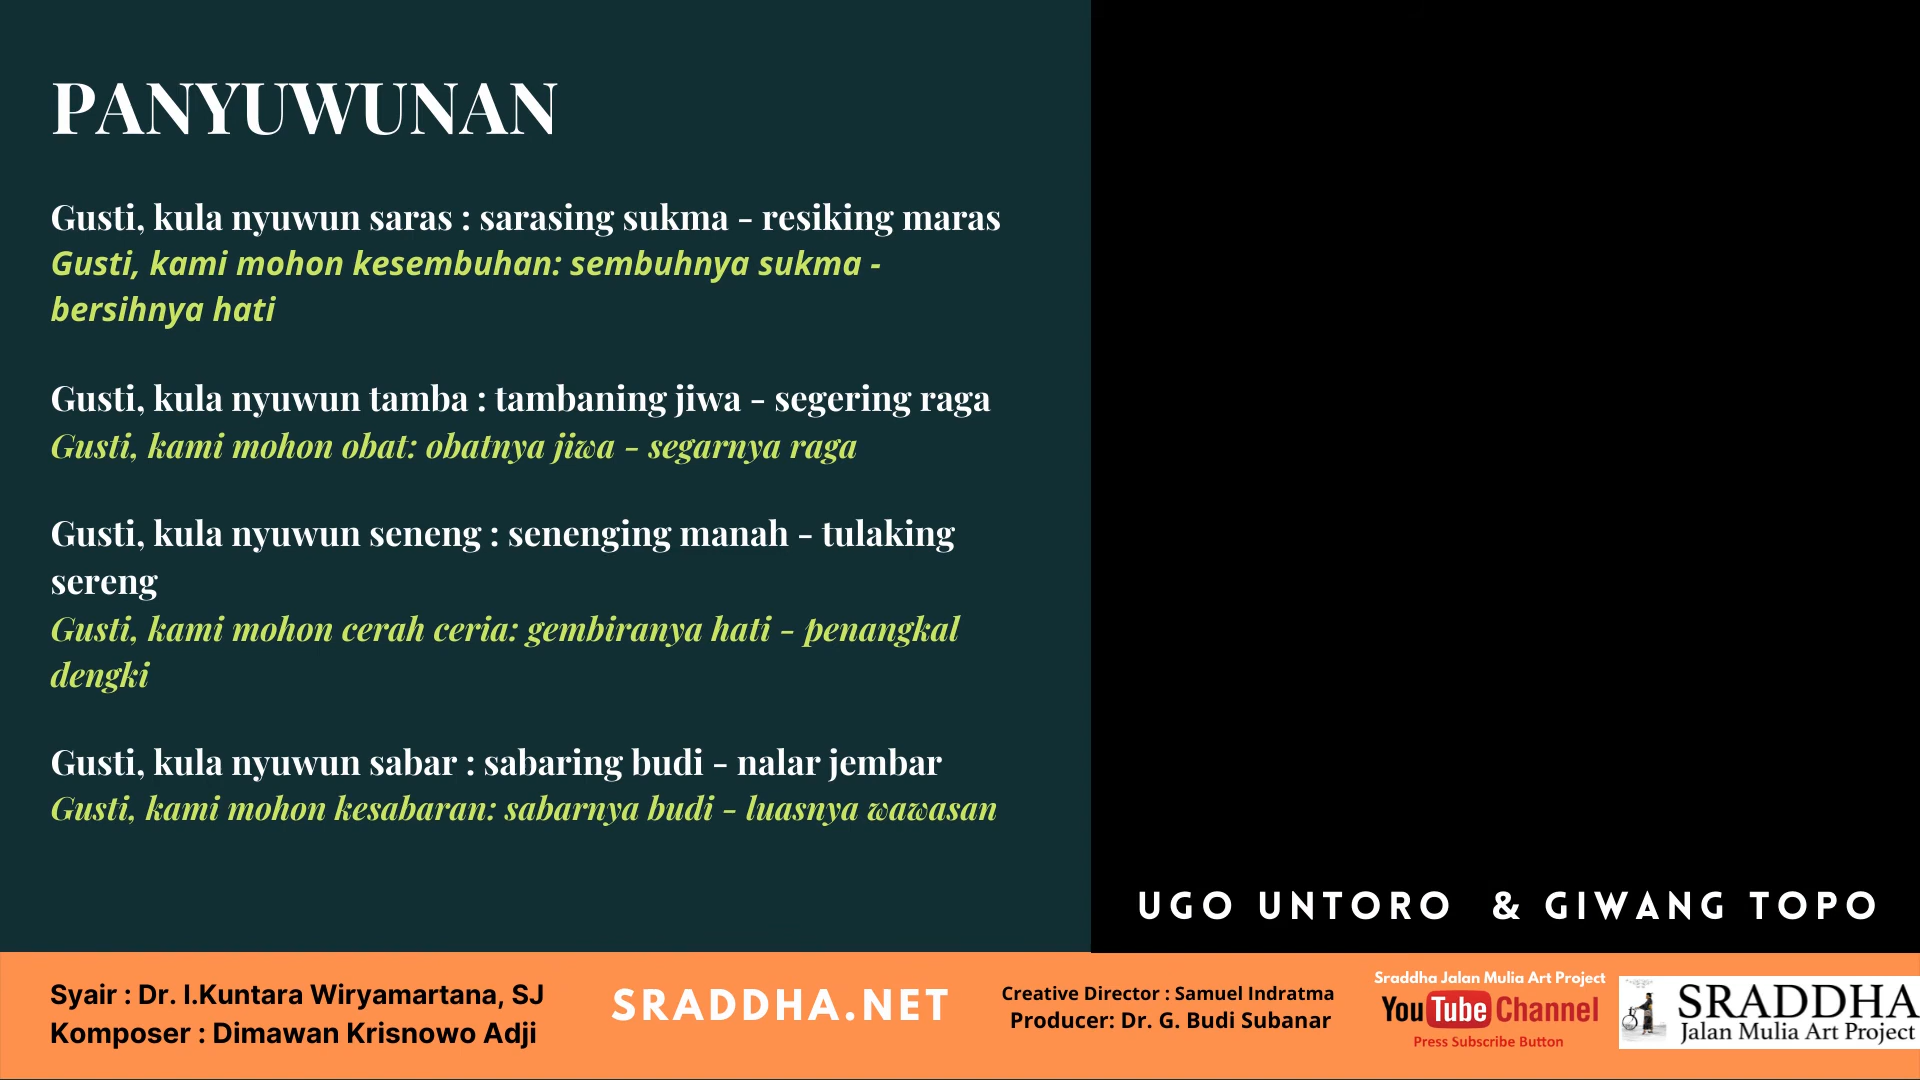 PANYUWUNAN
Gusti, kula nyuwun saras : sarasing sukma - resiking maras
Gusti, kami mohon kesembuhan: sembuhnya sukma -
bersihnya hati
Gusti, kula nyuwun tamba : tambaning jiwa - segering raga
Gusti, kami mohon obat: obatnya jiwa - segarnya raga
Gusti, kula nyuwun seneng : senenging manah - tulaking
sereng
Gusti, kami mohon cerah ceria: gembiranya hati - penangkal
dengki
Gusti, kula nyuwun sabar : sabaring budi - nalar jembar
Gusti, kami mohon kesabaran: sabarnya budi - luasnya wawasan
UGO UNTORO & GIWANG TOPO
Syair : Dr. I.Kuntara Wiryamartana, SJ
Komposer : Dimawan Krisnowo Adji
SRADDHA.NET
Creative Director : Samuel Indratma
Producer: Dr. G. Budi Subanar
Sraddha Jalan Mulia Art Project
YouTube Channel
Press Subscribe Button
SRADDHA
Jalan Mulia Art Project